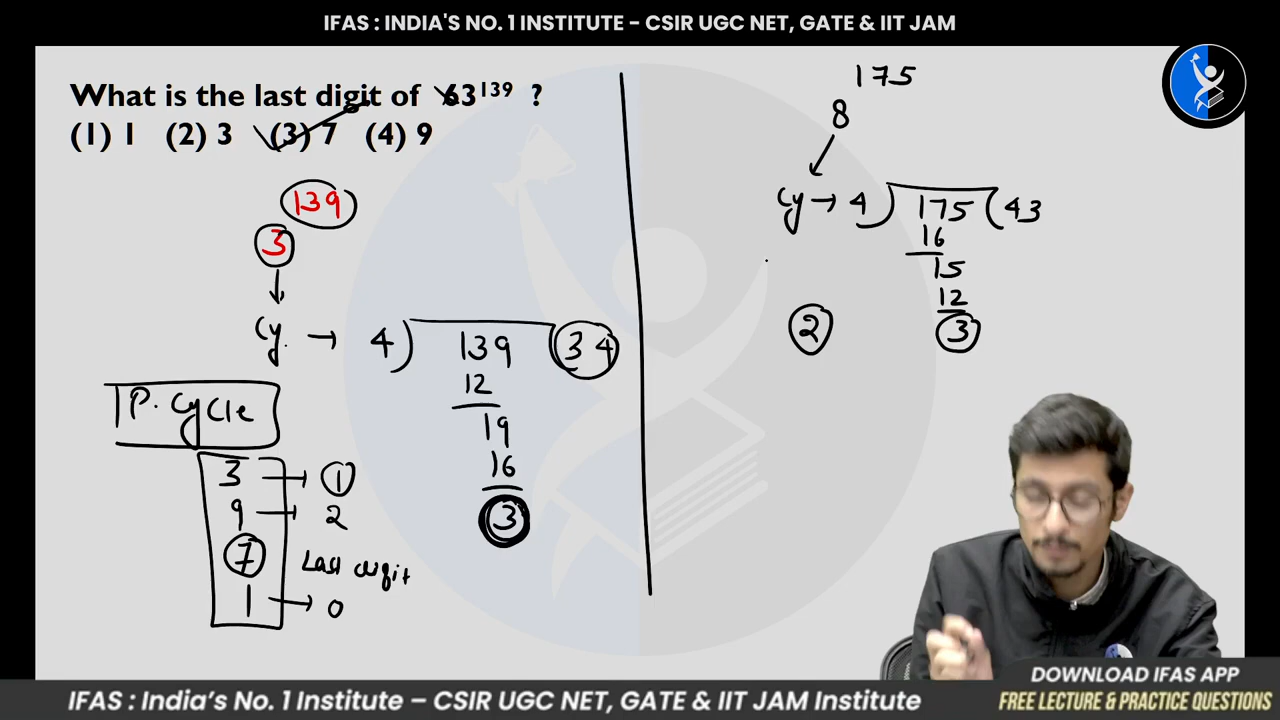 IFAS : INDIA'S NO. 1 INSTITUTE – CSIR UGC NET, GATE & IIT JAM
What is the last digit of 63¹³⁹ ?
(1) 1 (2) 3 (3) 7 (4) 9
139
3
Cy. → 4) 139 (34
12
19
16
3
P. Cycle
3 → 1
9 → 2
7 Last digit
1 → 0
175
8
Cy → 4) 175 (43
16
15
12
2 3
DOWNLOAD IFAS APP
FREE LECTURE & PRACTICE QUESTIONS
IFAS : India's No. 1 Institute – CSIR UGC NET, GATE & IIT JAM Institute